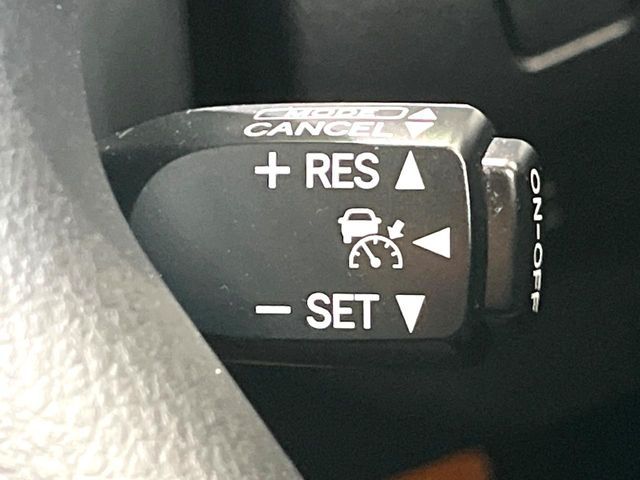 MODE
CANCEL
+ RES
- SET
ON-OFF